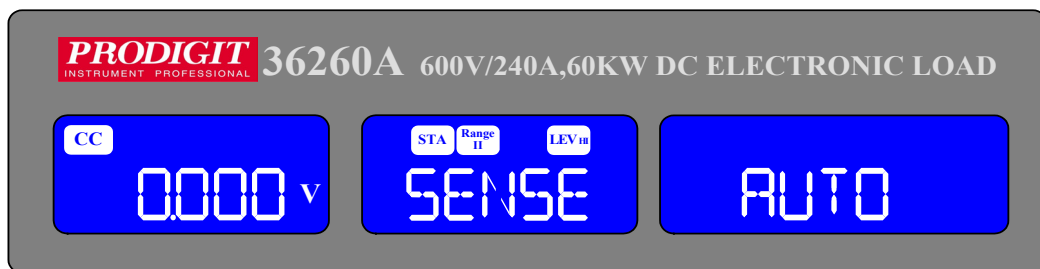 PRODIGIT
INSTRUMENT PROFESSIONAL
36260A 600V/240A,60KW DC ELECTRONIC LOAD
CC
0.000 V
STA Range II LEV HI
SENSE
AUTO